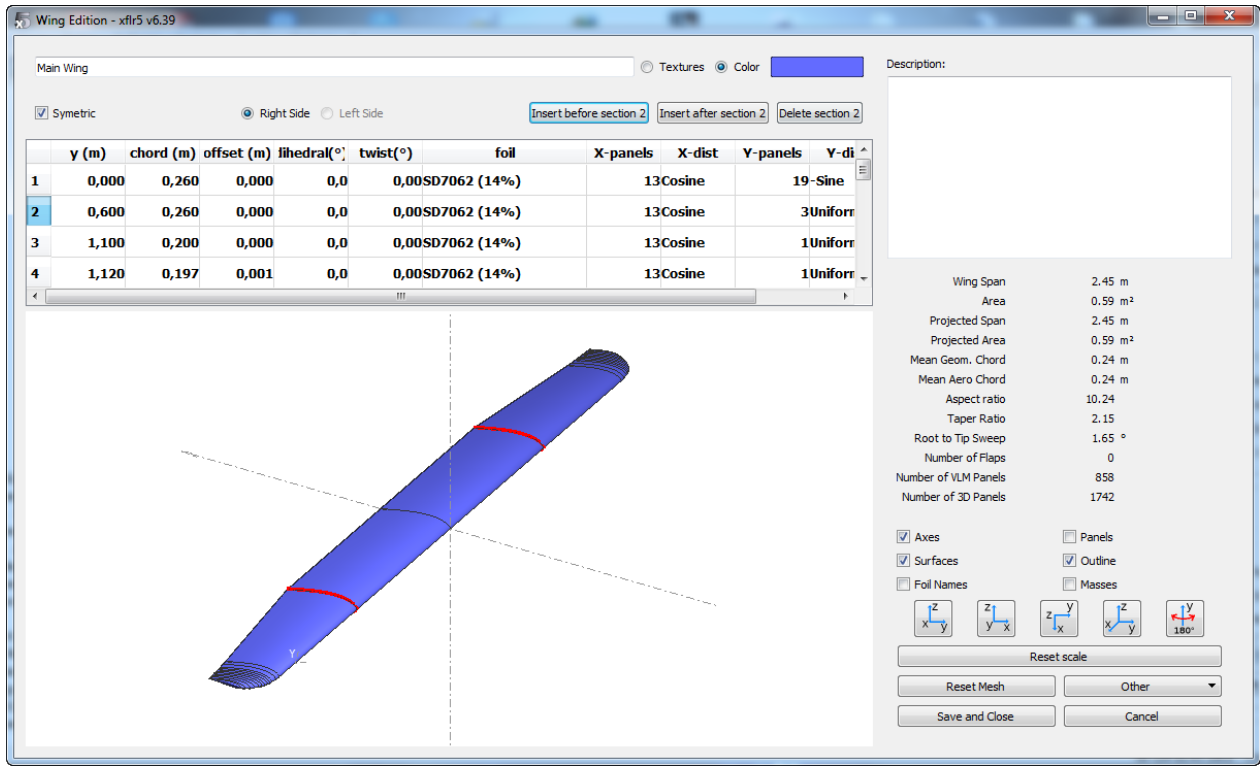 Wing Edition - xflr5 v6.39
Main Wing
Textures Color
Description:
Symetric Right Side Left Side Insert before section 2 Insert after section 2 Delete section 2
y (m) chord (m) offset (m) dihedral(°) twist(°) foil X-panels X-dist Y-panels Y-di
1 0,000 0,260 0,000 0,0 0,00 SD7062 (14%) 13 Cosine 19 -Sine
2 0,600 0,260 0,000 0,0 0,00 SD7062 (14%) 13 Cosine 3 Uniform
3 1,100 0,200 0,000 0,0 0,00 SD7062 (14%) 13 Cosine 1 Uniform
4 1,120 0,197 0,001 0,0 0,00 SD7062 (14%) 13 Cosine 1 Uniform
Y
Wing Span 2.45 m
Area 0.59 m²
Projected Span 2.45 m
Projected Area 0.59 m²
Mean Geom. Chord 0.24 m
Mean Aero Chord 0.24 m
Aspect ratio 10.24
Taper Ratio 2.15
Root to Tip Sweep 1.65 °
Number of Flaps 0
Number of VLM Panels 858
Number of 3D Panels 1742
Axes Panels
Surfaces Outline
Foil Names Masses
z x y
z y x
z y x
z x y
y 180°
Reset scale
Reset Mesh Other
Save and Close Cancel